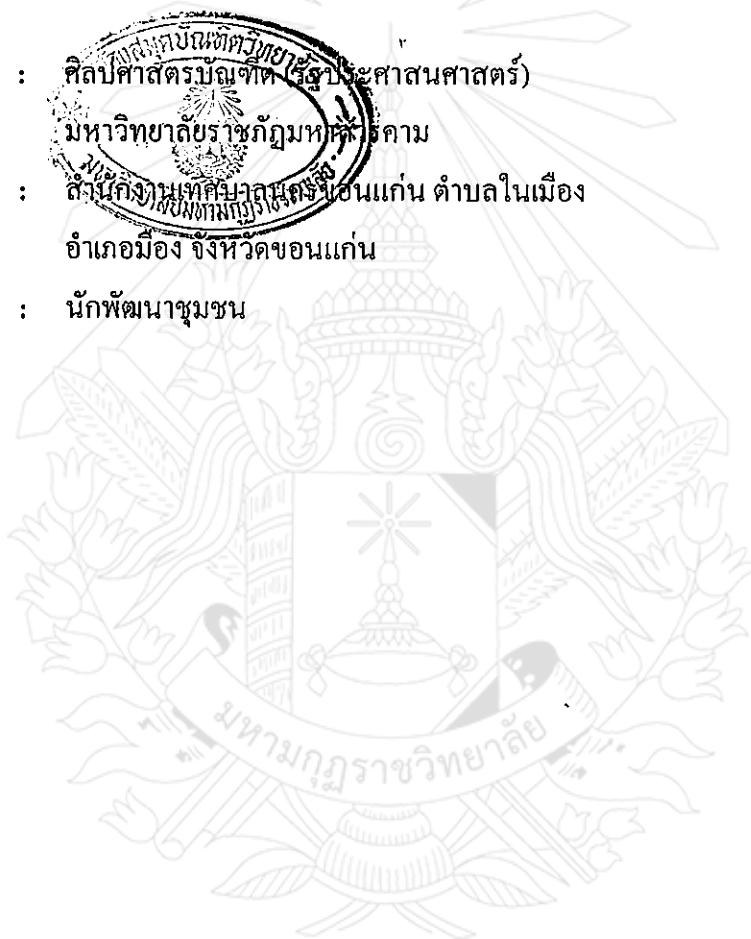 : ศิลปศาสตรบัณฑิต (รัฐประศาสนศาสตร์)
มหาวิทยาลัยราชภัฏมหาสารคาม
: สำนักงานเทศบาลนครขอนแก่น ตำบลในเมือง
อำเภอมือง จังหวัดขอนแก่น
: นักพัฒนาชุมชน
มหามกุฏราชวิทยาลัย